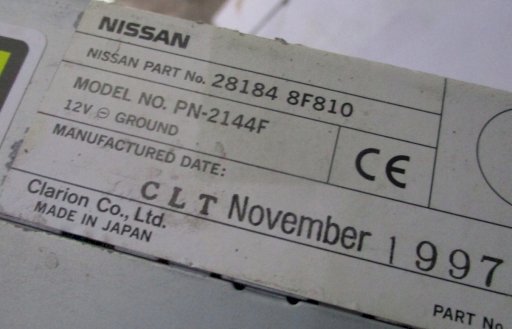 NISSAN
NISSAN PART No. 28184 8F810
MODEL NO. PN-2144F
12V ⊖ GROUND
CE
MANUFACTURED DATE:
CLT November 1997
Clarion Co., Ltd.
MADE IN JAPAN
PART No